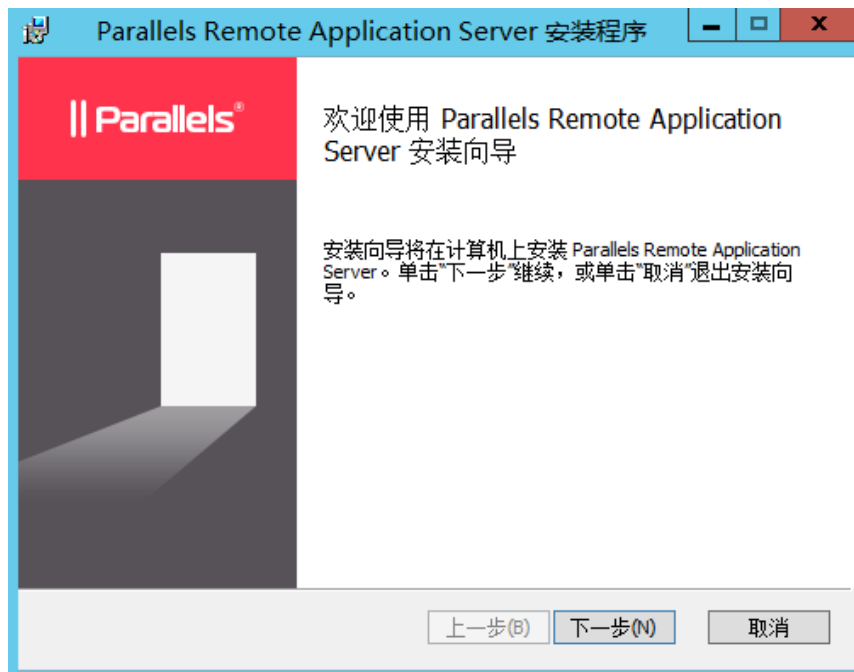 Parallels Remote Application Server 安装程序
|| Parallels®
欢迎使用 Parallels Remote Application
Server 安装向导
安装向导将在计算机上安装 Parallels Remote Application
Server。单击"下一步"继续，或单击"取消"退出安装向
导。
上一步(B) 下一步(N) 取消